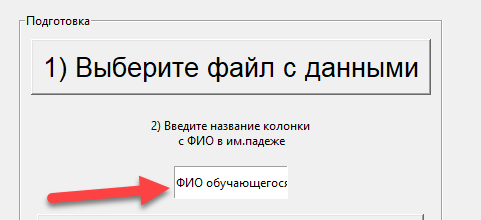 Подготовка
1) Выберите файл с данными
2) Введите название колонки
с ФИО в им.падеже
ФИО обучающегося